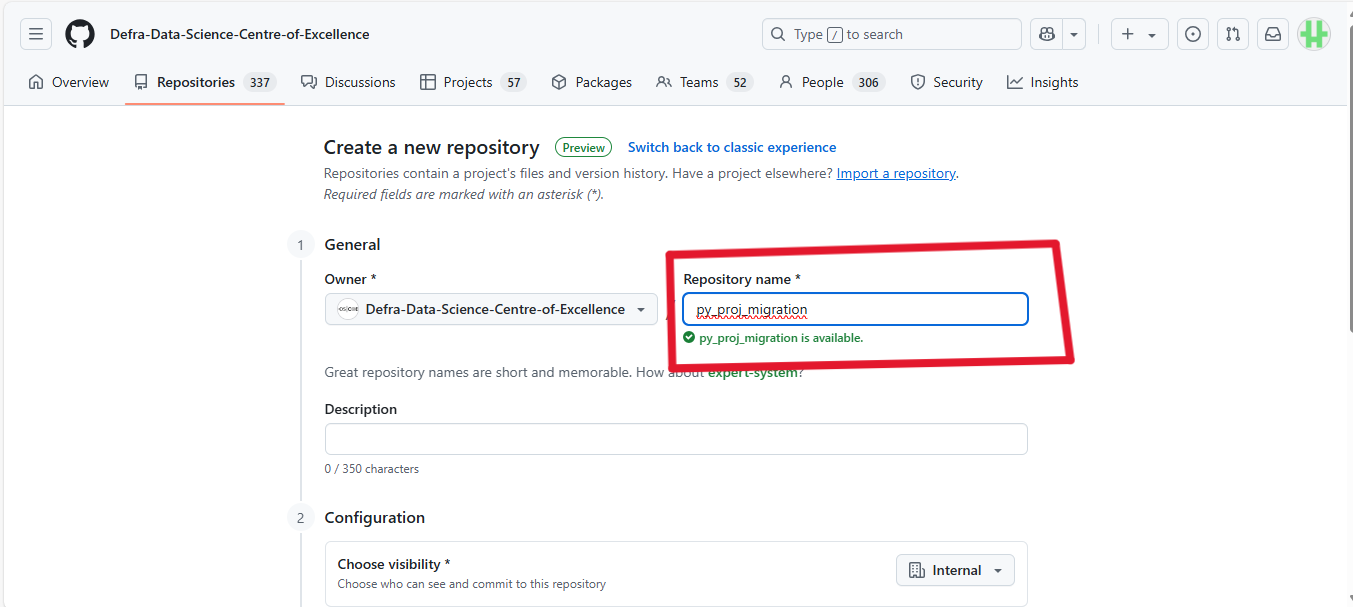 Defra-Data-Science-Centre-of-Excellence
Type / to search
Overview Repositories 337 Discussions Projects 57 Packages Teams 52 People 306 Security Insights
Create a new repository Preview Switch back to classic experience
Repositories contain a project's files and version history. Have a project elsewhere? Import a repository.
Required fields are marked with an asterisk (*).
1 General
Owner * Repository name *
Defra-Data-Science-Centre-of-Excellence / py_proj_migration
py_proj_migration is available.
Great repository names are short and memorable. How about expert-system?
Description
0 / 350 characters
2 Configuration
Choose visibility * Internal
Choose who can see and commit to this repository